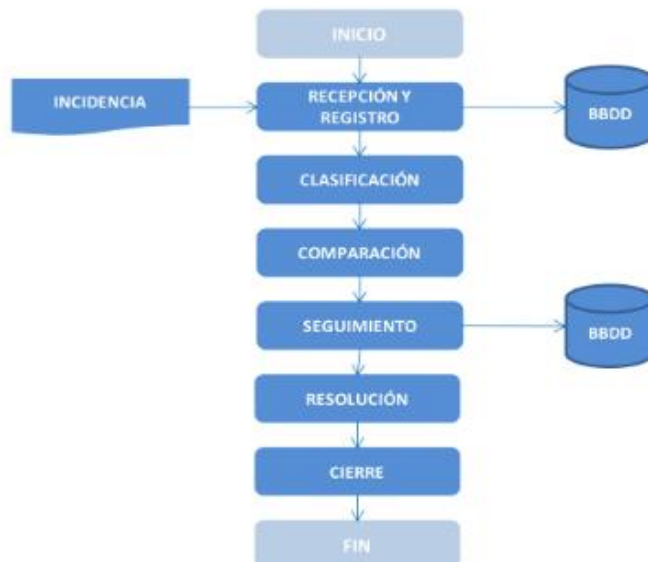 INICIO
INCIDENCIA
RECEPCIÓN Y
REGISTRO
BBDD
CLASIFICACIÓN
COMPARACIÓN
SEGUIMIENTO
BBDD
RESOLUCIÓN
CIERRE
FIN